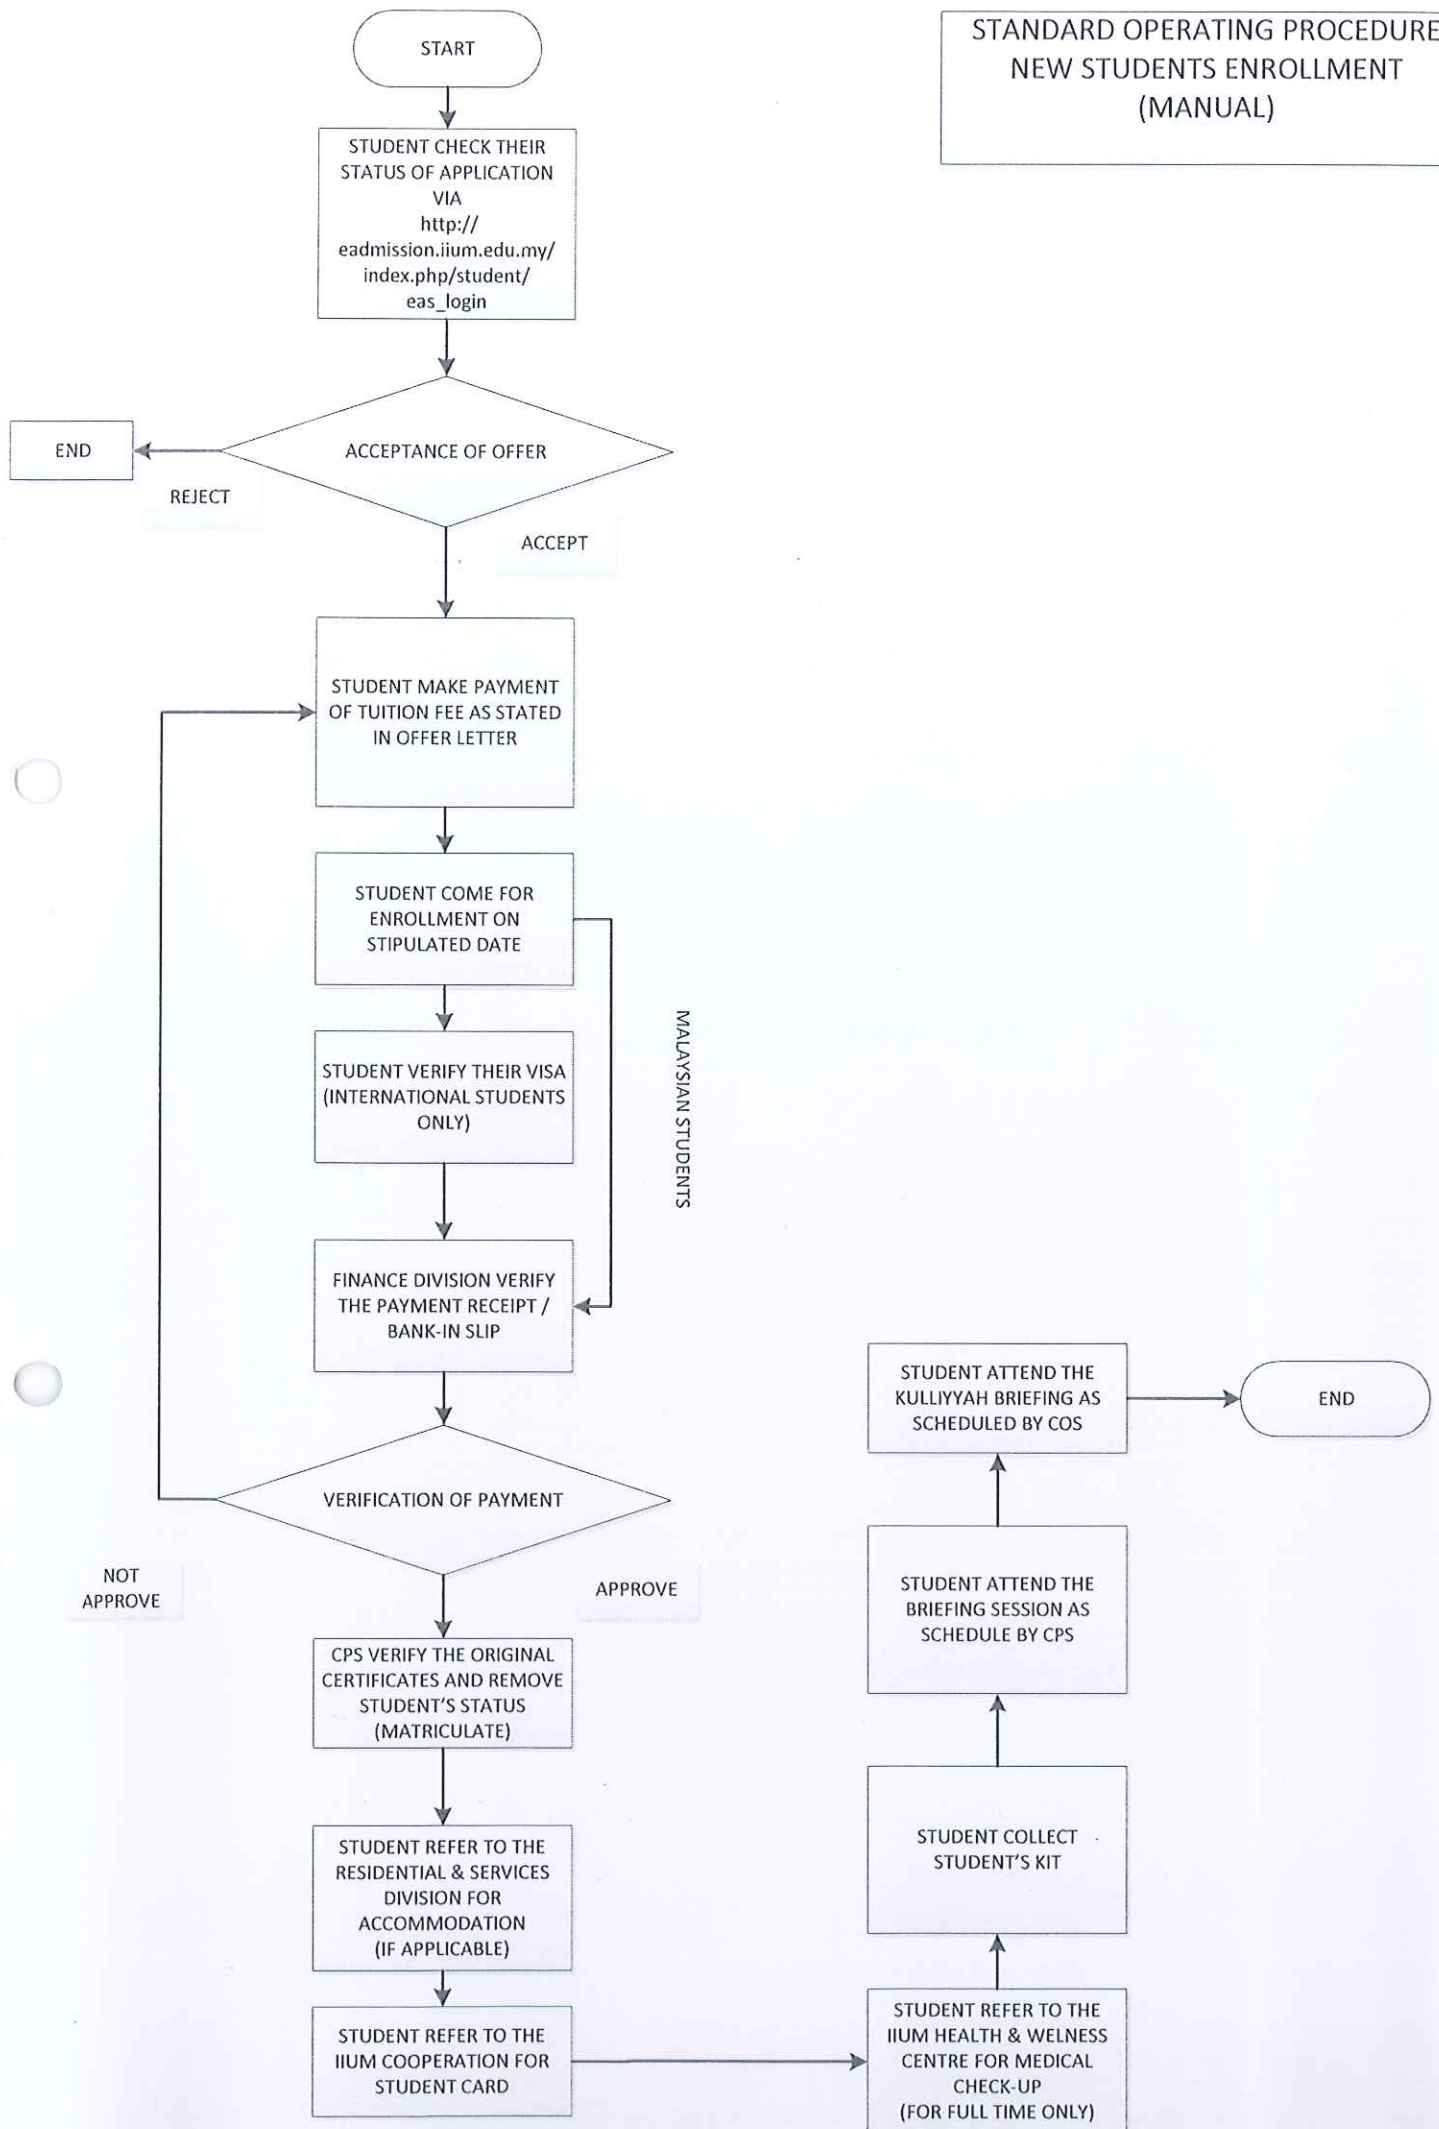 START
STANDARD OPERATING PROCEDURE
NEW STUDENTS ENROLLMENT
(MANUAL)
STUDENT CHECK THEIR
STATUS OF APPLICATION
VIA
http://
eadmission.iium.edu.my/
index.php/student/
eas_login
ACCEPTANCE OF OFFER
END
REJECT
ACCEPT
STUDENT MAKE PAYMENT
OF TUITION FEE AS STATED
IN OFFER LETTER
STUDENT COME FOR
ENROLLMENT ON
STIPULATED DATE
MALAYSIAN STUDENTS
STUDENT VERIFY THEIR VISA
(INTERNATIONAL STUDENTS
ONLY)
FINANCE DIVISION VERIFY
THE PAYMENT RECEIPT /
BANK-IN SLIP
VERIFICATION OF PAYMENT
NOT
APPROVE
APPROVE
CPS VERIFY THE ORIGINAL
CERTIFICATES AND REMOVE
STUDENT'S STATUS
(MATRICULATE)
STUDENT REFER TO THE
RESIDENTIAL & SERVICES
DIVISION FOR
ACCOMMODATION
(IF APPLICABLE)
STUDENT REFER TO THE
IIUM COOPERATION FOR
STUDENT CARD
STUDENT REFER TO THE
IIUM HEALTH & WELNESS
CENTRE FOR MEDICAL
CHECK-UP
(FOR FULL TIME ONLY)
STUDENT COLLECT
STUDENT'S KIT
STUDENT ATTEND THE
BRIEFING SESSION AS
SCHEDULE BY CPS
STUDENT ATTEND THE
KULLIYYAH BRIEFING AS
SCHEDULED BY COS
END